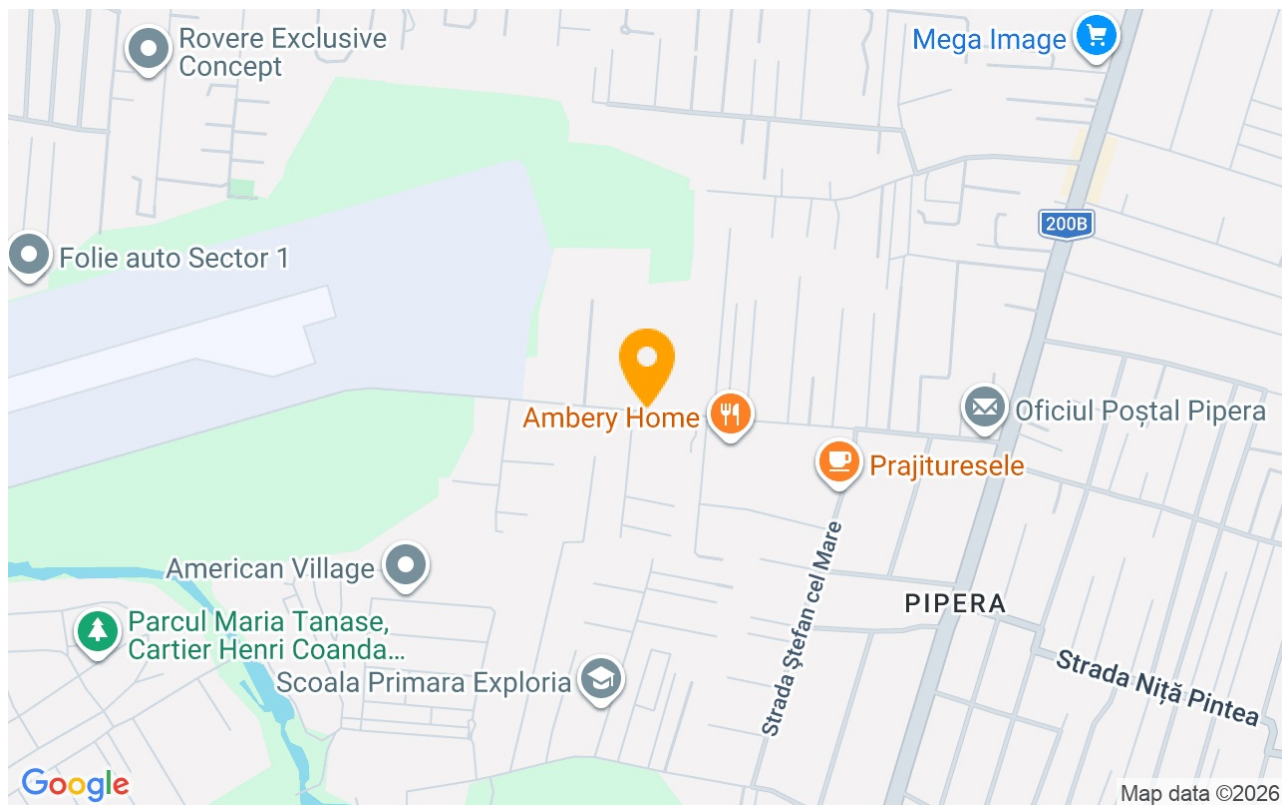 Rovere Exclusive
Concept
Mega Image
200B
Folie auto Sector 1
Ambery Home
Oficiul Poștal Pipera
Prajituresele
American Village
PIPERA
Parcul Maria Tanase,
Cartier Henri Coanda...
Strada Ștefan cel Mare
Strada Niță Pintea
Scoala Primara Exploria
Google
Map data ©2026